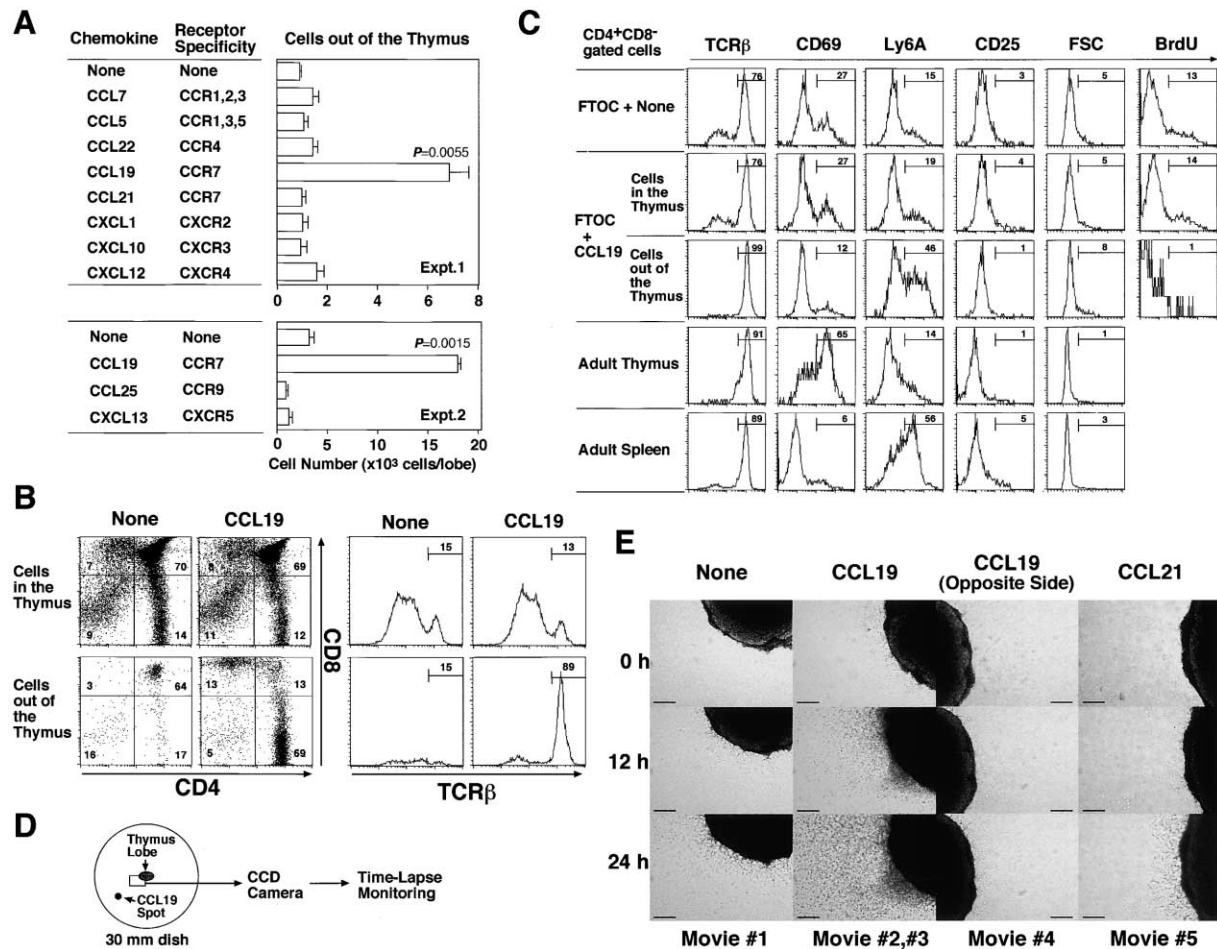 A
Chemokine Receptor Specificity Cells out of the Thymus
None None
CCL7 CCR1,2,3
CCL5 CCR1,3,5
CCL22 CCR4
CCL19 CCR7 P=0.0055
CCL21 CCR7
CXCL1 CXCR2
CXCL10 CXCR3
CXCL12 CXCR4 Expt.1
0 2 4 6 8
None None
CCL19 CCR7 P=0.0015
CCL25 CCR9
CXCL13 CXCR5 Expt.2
0 5 10 15 20
Cell Number (x10³ cells/lobe)
B
None CCL19 None CCL19
Cells in the Thymus
7 70 8 69
9 14 11 12
15 13
Cells out of the Thymus
3 64 13 13
16 17 5 69
15 89
CD8
CD4 TCRβ
C
CD4+CD8- gated cells
TCRβ CD69 Ly6A CD25 FSC BrdU
FTOC + None
76 27 15 3 5 13
FTOC + CCL19
Cells in the Thymus
76 27 19 4 5 14
Cells out of the Thymus
99 12 46 1 8 1
Adult Thymus
91 65 14 1 1
Adult Spleen
89 6 56 5 3
D
Thymus Lobe
CCL19 Spot
30 mm dish
CCD Camera
Time-Lapse Monitoring
E
None CCL19 CCL19 (Opposite Side) CCL21
0 h
12 h
24 h
Movie #1 Movie #2,#3 Movie #4 Movie #5